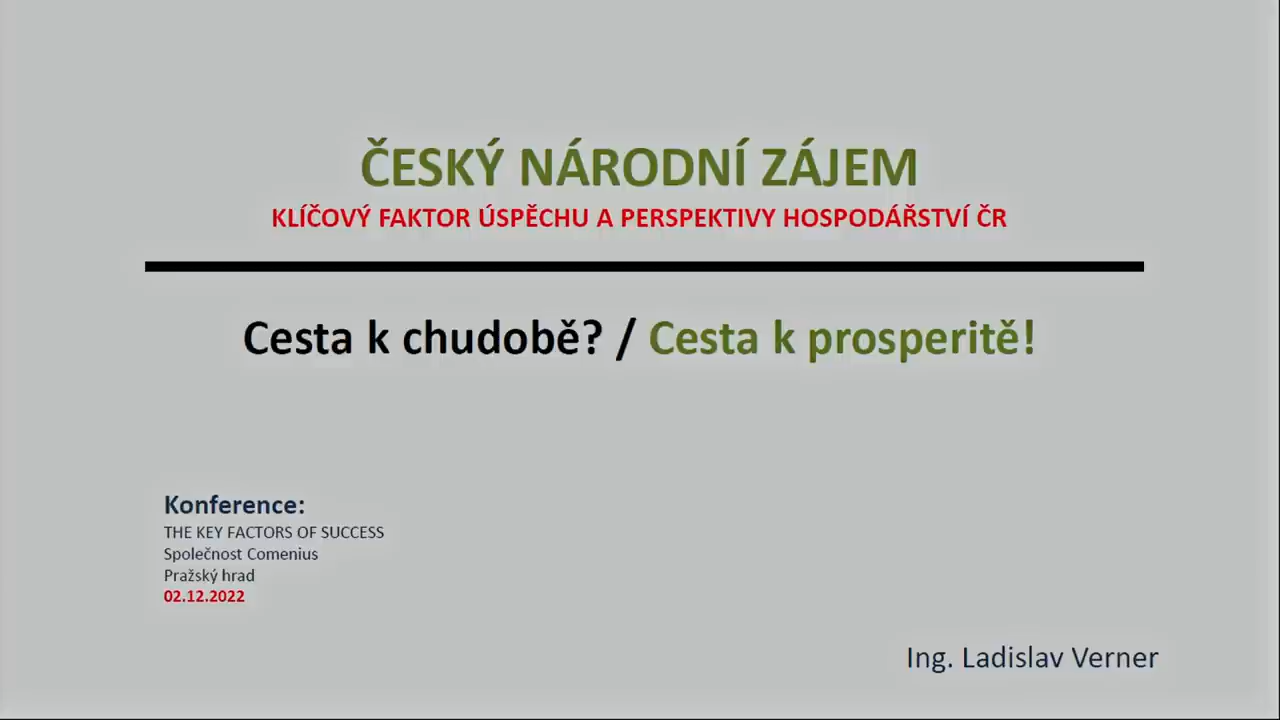 ČESKÝ NÁRODNÍ ZÁJEM
KLÍČOVÝ FAKTOR ÚSPĚCHU A PERSPEKTIVY HOSPODÁŘSTVÍ ČR
Cesta k chudobě? / Cesta k prosperitě!
Konference:
THE KEY FACTORS OF SUCCESS
Společnost Comenius
Pražský hrad
02.12.2022
Ing. Ladislav Verner